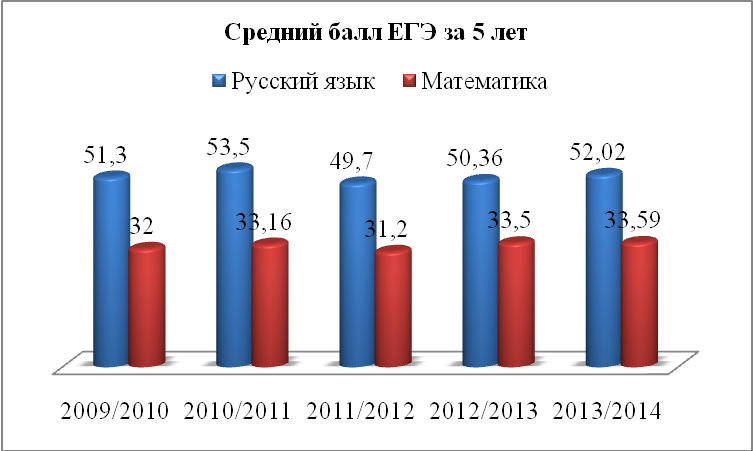 Средний балл ЕГЭ за 5 лет
Русский язык Математика
51,3 32 53,5 33,16 49,7 31,2 50,36 33,5 52,02 33,59
2009/2010 2010/2011 2011/2012 2012/2013 2013/2014